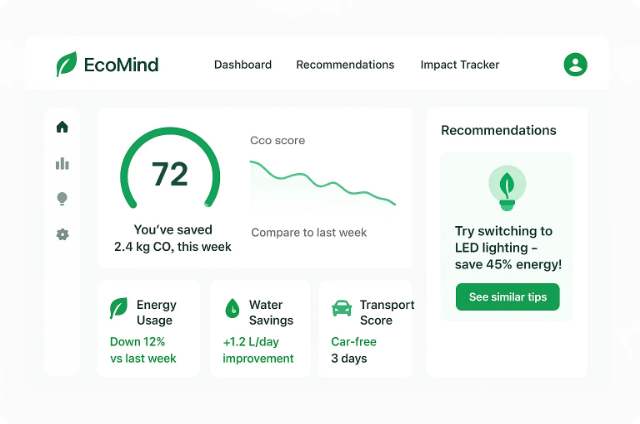 EcoMind
Dashboard
Recommendations
Impact Tracker
72
You've saved
2.4 kg CO, this week
Cco score
Compare to last week
Energy
Usage
Down 12%
vs last week
Water
Savings
+1.2 L/day
improvement
Transport
Score
Car-free
3 days
Recommendations
Try switching to
LED lighting –
save 45% energy!
See similar tips